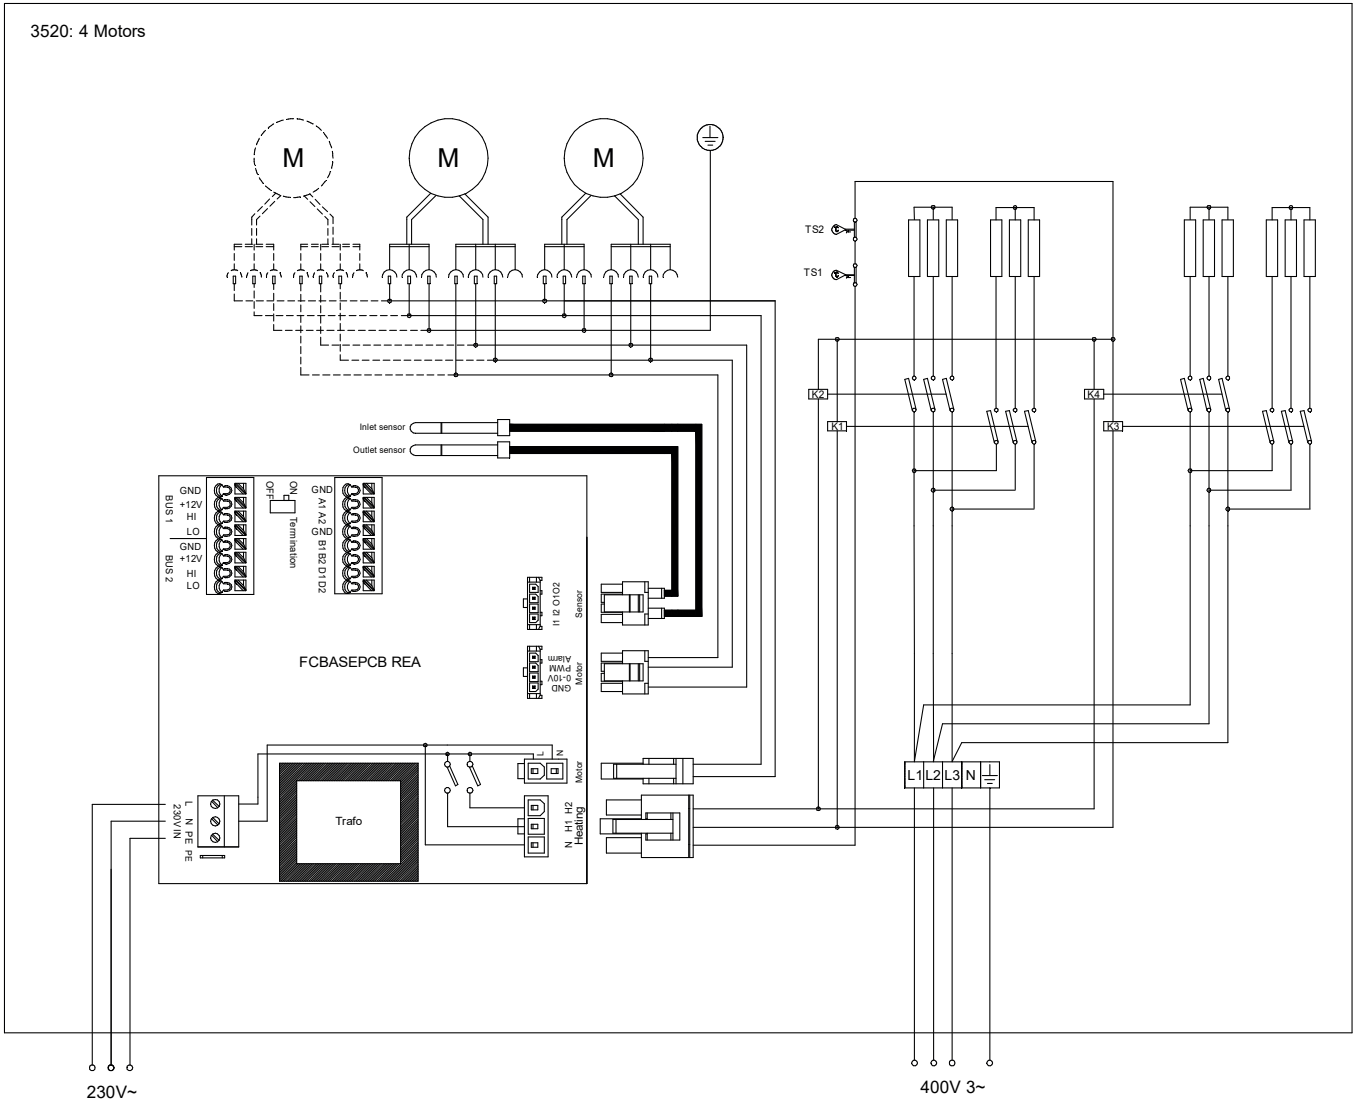 3520: 4 Motors
M
M
M
TS2
TS1
K2
K4
K1
K3
Inlet sensor
Outlet sensor
BUS 1
GND
+12V
HI
LO
BUS 2
GND
+12V
HI
LO
OFF ON
Termination
GND
A1 A2
GND
B1 B2 D1 D2
I1 I2 O1O2
Sensor
FCBASEPCB REA
Alarm
PWM
0-10V
GND
Motor
L N
Motor
L1 L2 L3 N
L N PE PE
230V IN
Trafo
N H1 H2
Heating
230V~
400V 3~